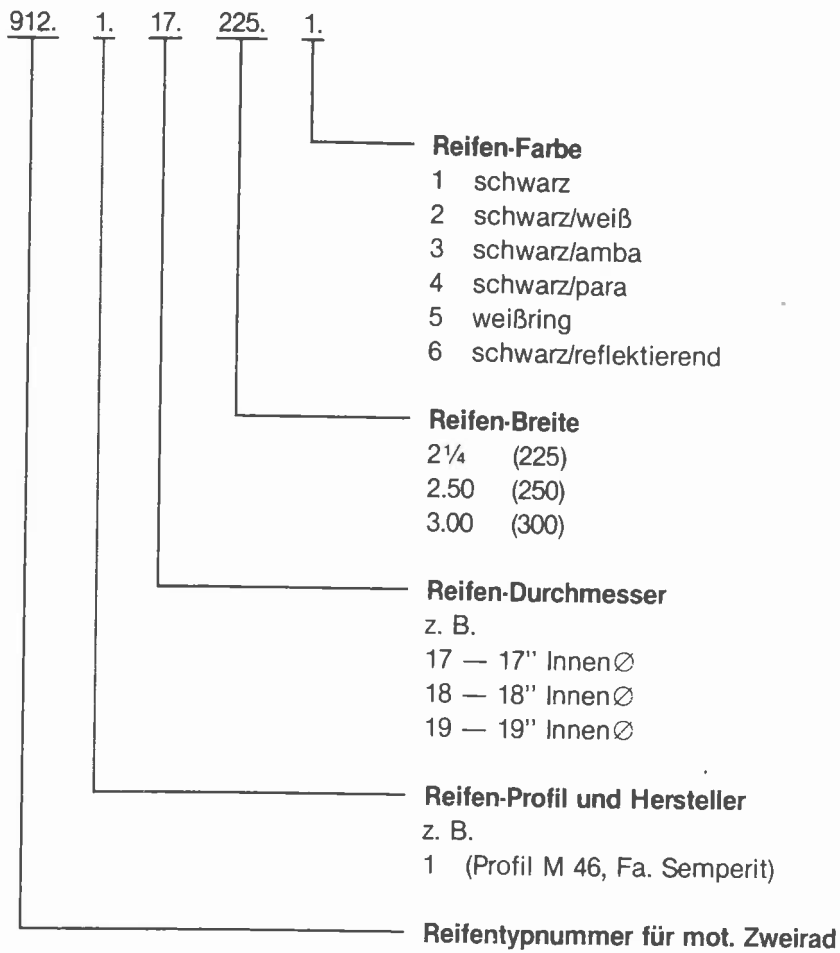 912. 1. 17. 225. 1.
Reifen-Farbe
1 schwarz
2 schwarz/weiß
3 schwarz/amba
4 schwarz/para
5 weißring
6 schwarz/reflektierend
Reifen-Breite
2¼ (225)
2.50 (250)
3.00 (300)
Reifen-Durchmesser
z. B.
17 — 17" Innen∅
18 — 18" Innen∅
19 — 19" Innen∅
Reifen-Profil und Hersteller
z. B.
1 (Profil M 46, Fa. Semperit)
Reifentypnummer für mot. Zweirad